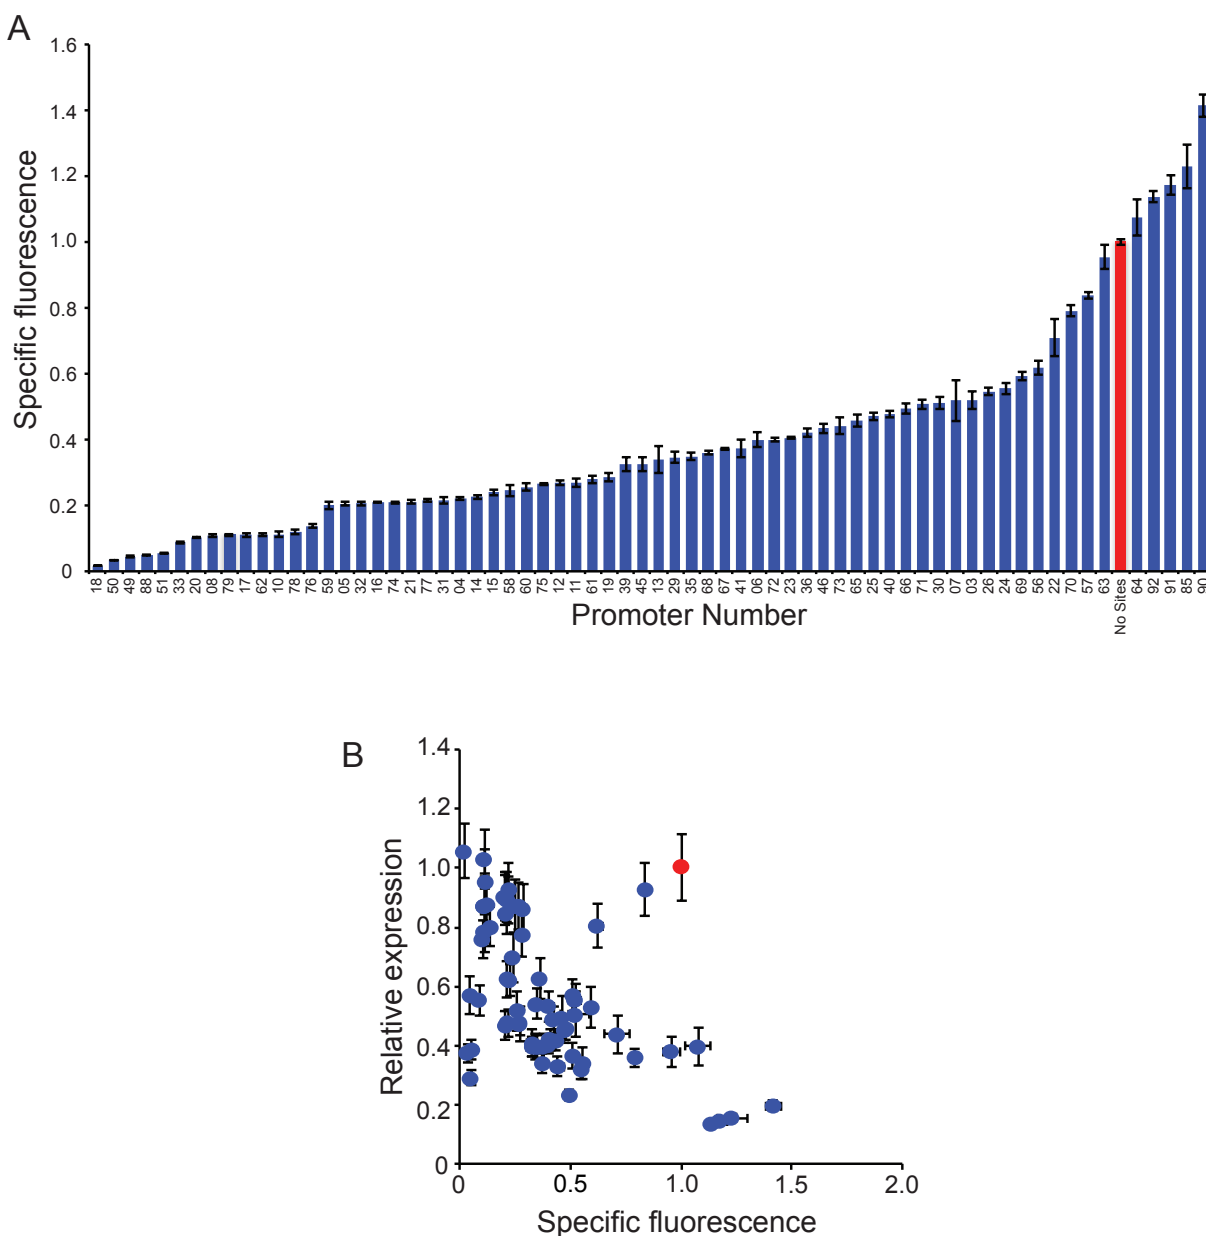 A
Specific fluorescence
1.6
1.4
1.2
1.0
0.8
0.6
0.4
0.2
0
18 50 49 88 51 33 20 08 79 17 62 10 78 76 59 05 32 16 74 21 77 31 04 14 15 58 60 75 12 11 61 19 39 45 13 29 35 68 67 41 06 72 23 36 46 73 65 25 40 66 71 30 07 03 26 24 69 56 22 70 57 63 No Sites 64 92 91 85 90
Promoter Number
B
Relative expression
1.4
1.2
1.0
0.8
0.6
0.4
0.2
0
0 0.5 1.0 1.5 2.0
Specific fluorescence